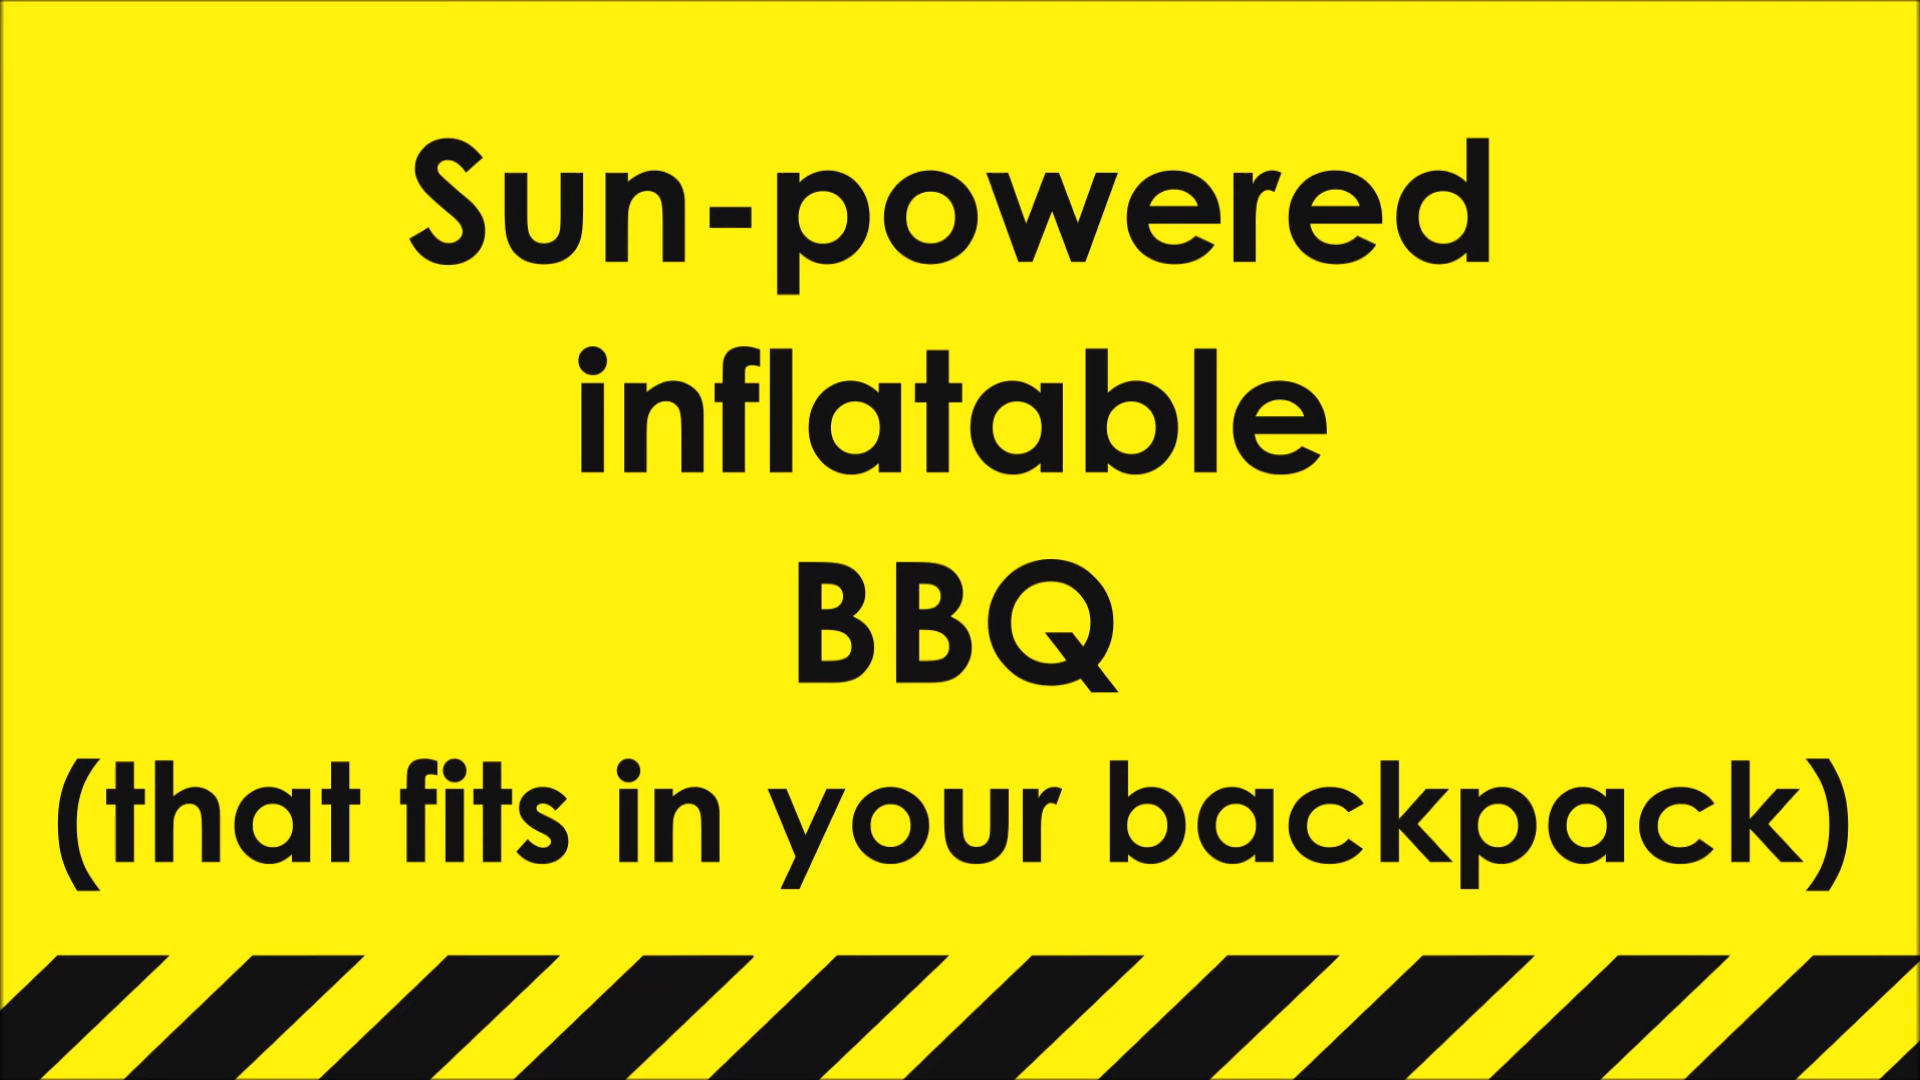 Sun-powered
inflatable
BBQ
(that fits in your backpack)